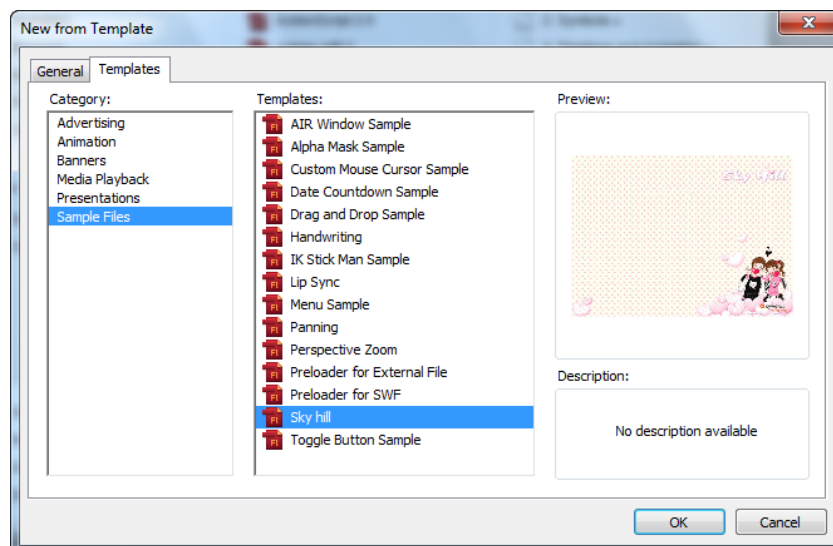 New from Template
General
Templates
Category:
Advertising
Animation
Banners
Media Playback
Presentations
Sample Files
Templates:
AIR Window Sample
Alpha Mask Sample
Custom Mouse Cursor Sample
Date Countdown Sample
Drag and Drop Sample
Handwriting
IK Stick Man Sample
Lip Sync
Menu Sample
Panning
Perspective Zoom
Preloader for External File
Preloader for SWF
Sky hill
Toggle Button Sample
Preview:
Sky Hill
Description:
No description available
OK
Cancel